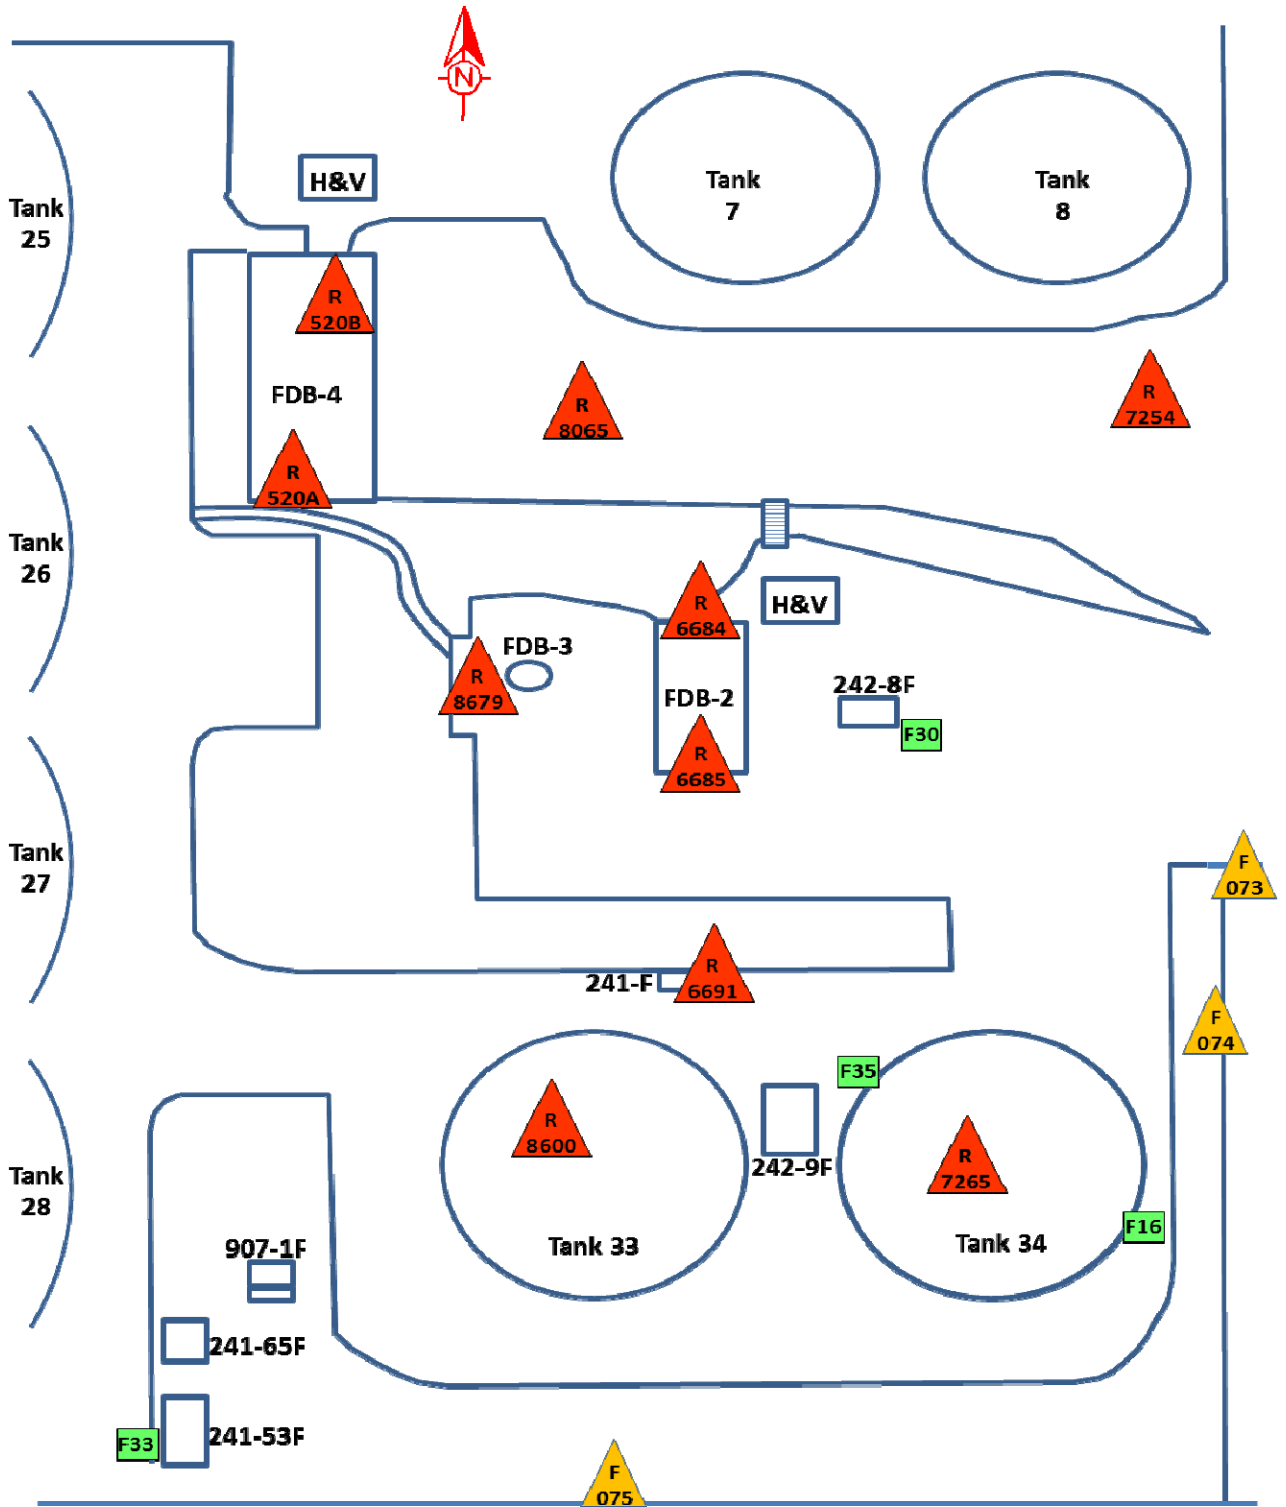 N
H&V
Tank
7
Tank
8
Tank
25
R
520B
FDB-4
R
8065
R
7254
R
520A
Tank
26
R
6684
H&V
FDB-3
R
8679
FDB-2
242-8F
F30
R
6685
Tank
27
F
073
R
6691
241-F
F
074
F35
R
8600
242-9F
R
7265
Tank
28
F16
Tank 33
Tank 34
907-1F
241-65F
241-53F
F33
F
075